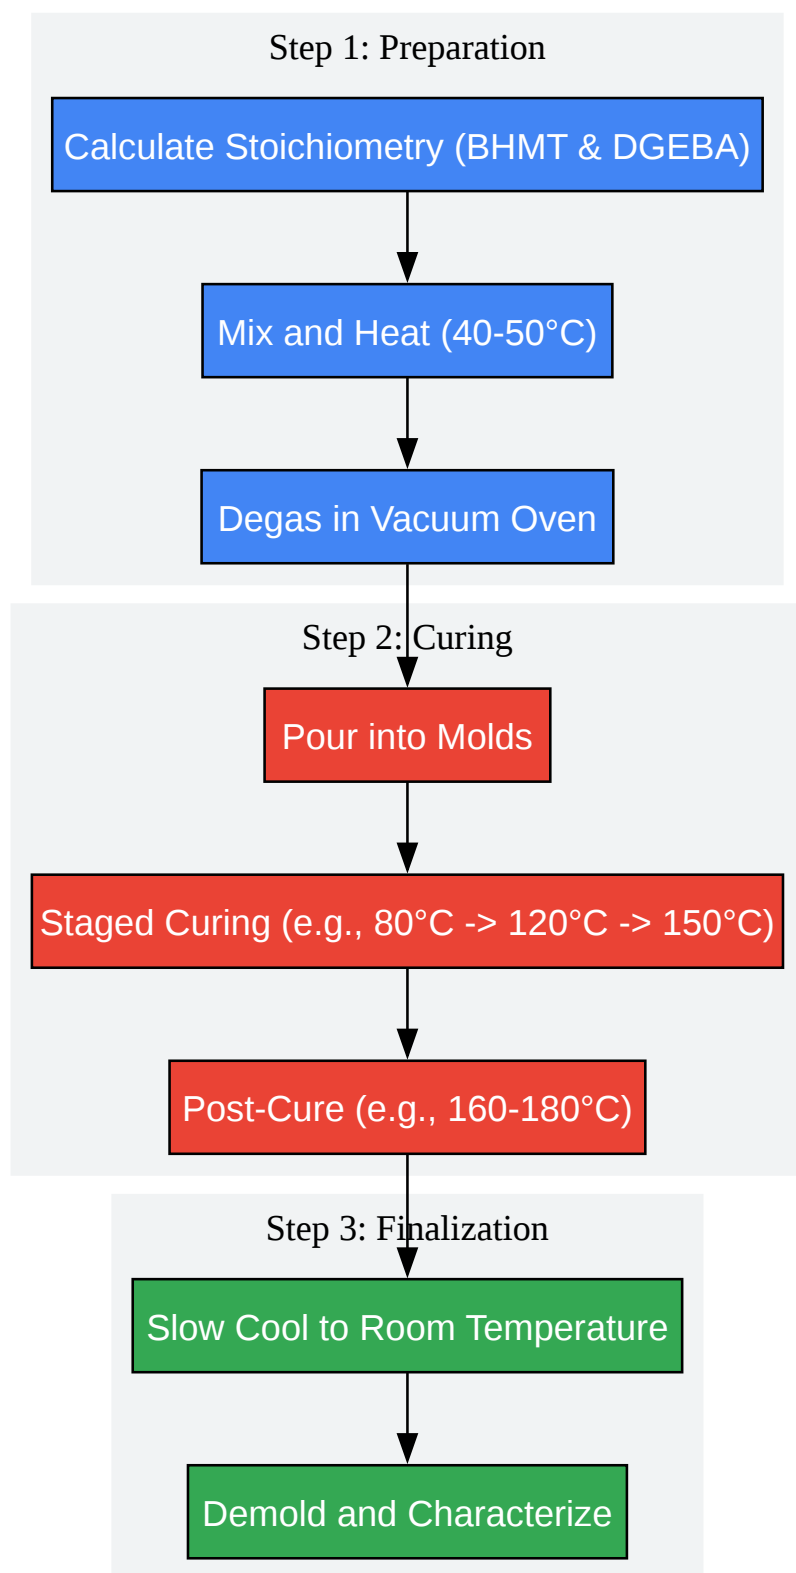 Step 1: Preparation
Calculate Stoichiometry (BHMT & DGEBA)
Mix and Heat (40-50°C)
Degas in Vacuum Oven
Step 2: Curing
Pour into Molds
Staged Curing (e.g., 80°C -> 120°C -> 150°C)
Post-Cure (e.g., 160-180°C)
Step 3: Finalization
Slow Cool to Room Temperature
Demold and Characterize